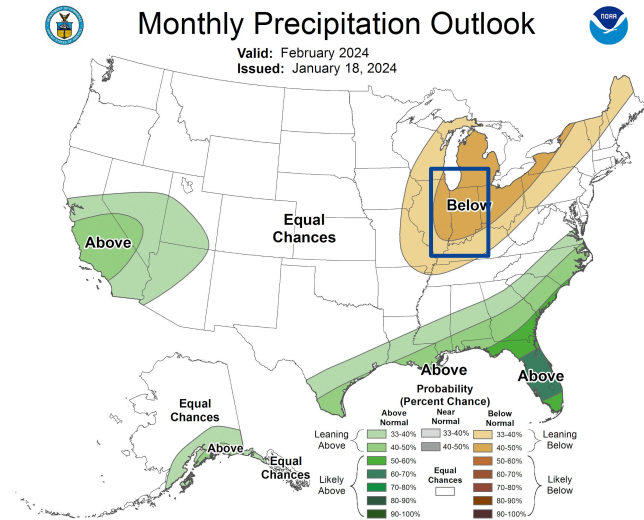 Monthly Precipitation Outlook
NOAA
Valid: February 2024
Issued: January 18, 2024
Below
Equal
Chances
Above
Above
Above
Equal
Chances
Above
Equal
Chances
Probability
(Percent Chance)
Above
Normal
Near
Normal
Below
Normal
Leaning
Above
33-40%
33-40%
33-40%
Leaning
Below
40-50%
40-50%
40-50%
Likely
Above
50-60%
60-70%
70-80%
80-90%
90-100%
Equal
Chances
50-60%
60-70%
70-80%
80-90%
90-100%
Likely
Below